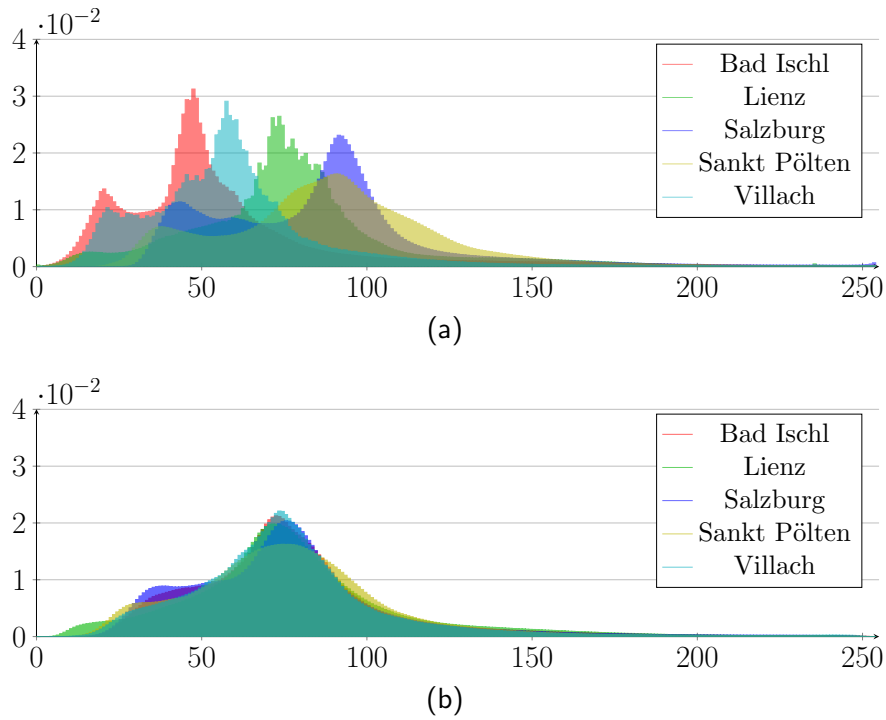 ·10⁻²
4
3
2
1
0
0 50 100 150 200 250
Bad Ischl
Lienz
Salzburg
Sankt Pölten
Villach
(a)
·10⁻²
4
3
2
1
0
0 50 100 150 200 250
Bad Ischl
Lienz
Salzburg
Sankt Pölten
Villach
(b)